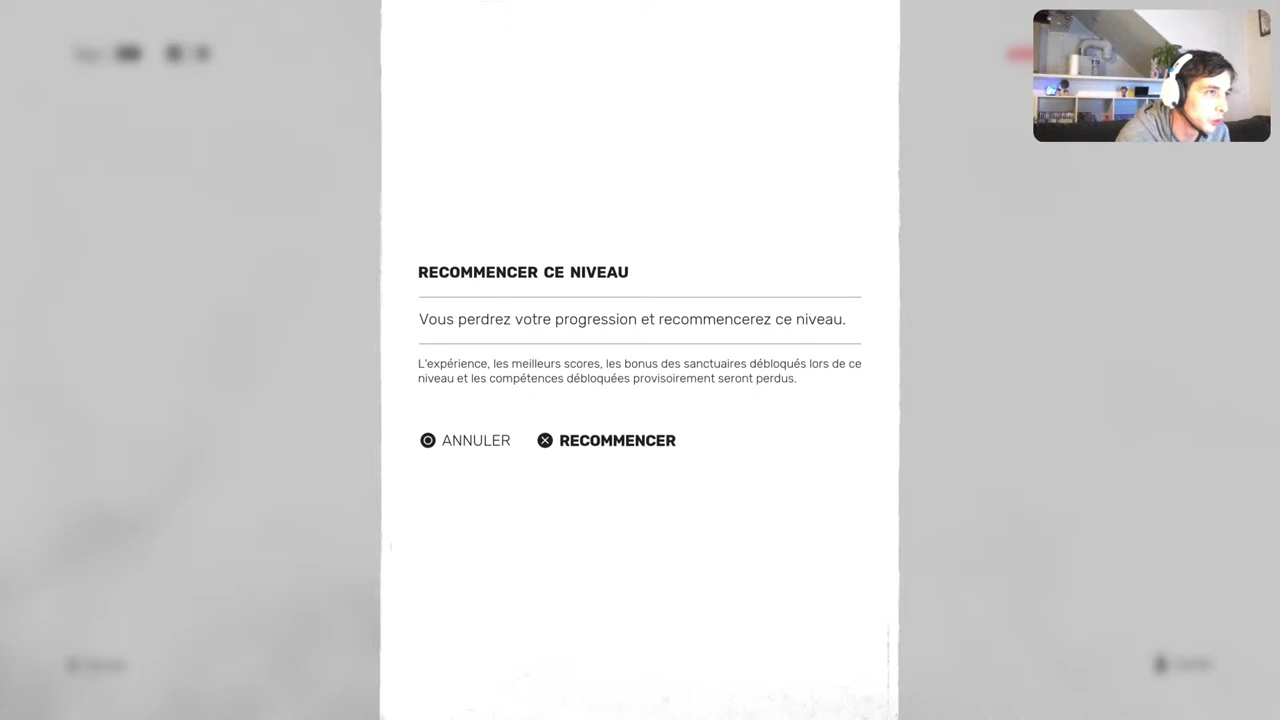 RECOMMENCER CE NIVEAU
Vous perdrez votre progression et recommencerez ce niveau.
L'expérience, les meilleurs scores, les bonus des sanctuaires débloqués lors de ce
niveau et les compétences débloquées provisoirement seront perdus.
ANNULER RECOMMENCER